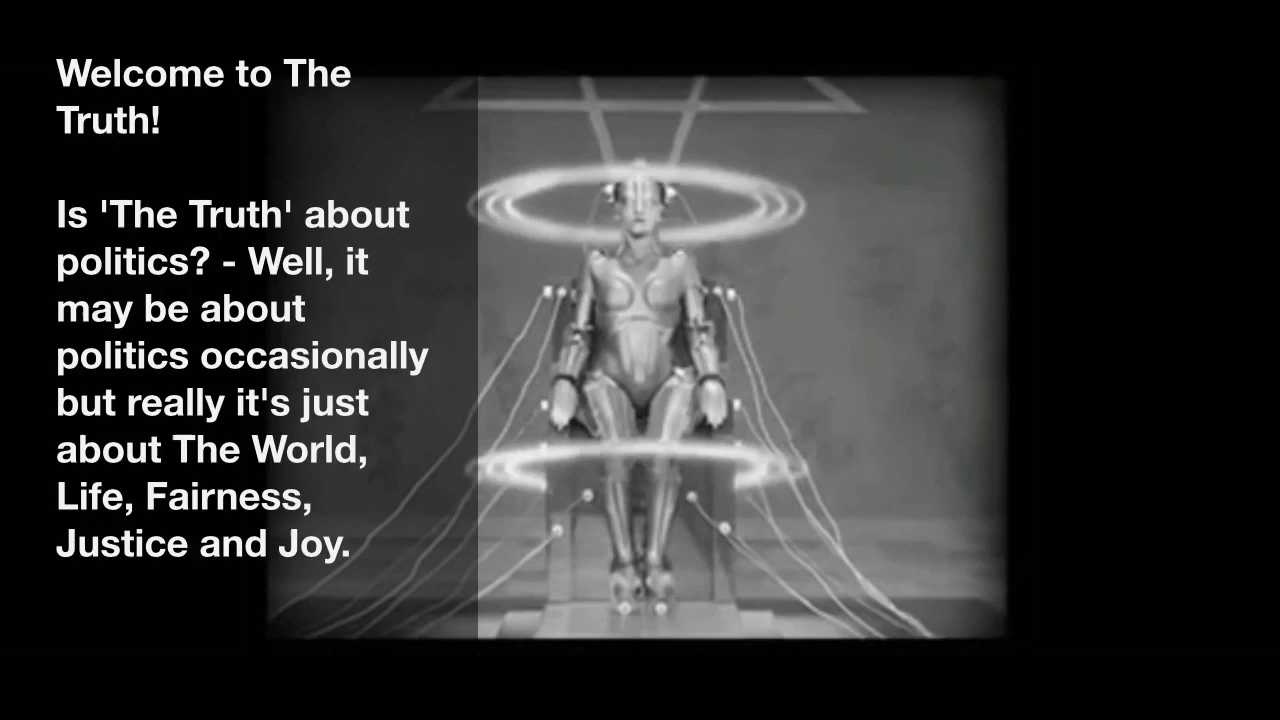 Welcome to The
Truth!
Is 'The Truth' about
politics? - Well, it
may be about
politics occasionally
but really it's just
about The World,
Life, Fairness,
Justice and Joy.